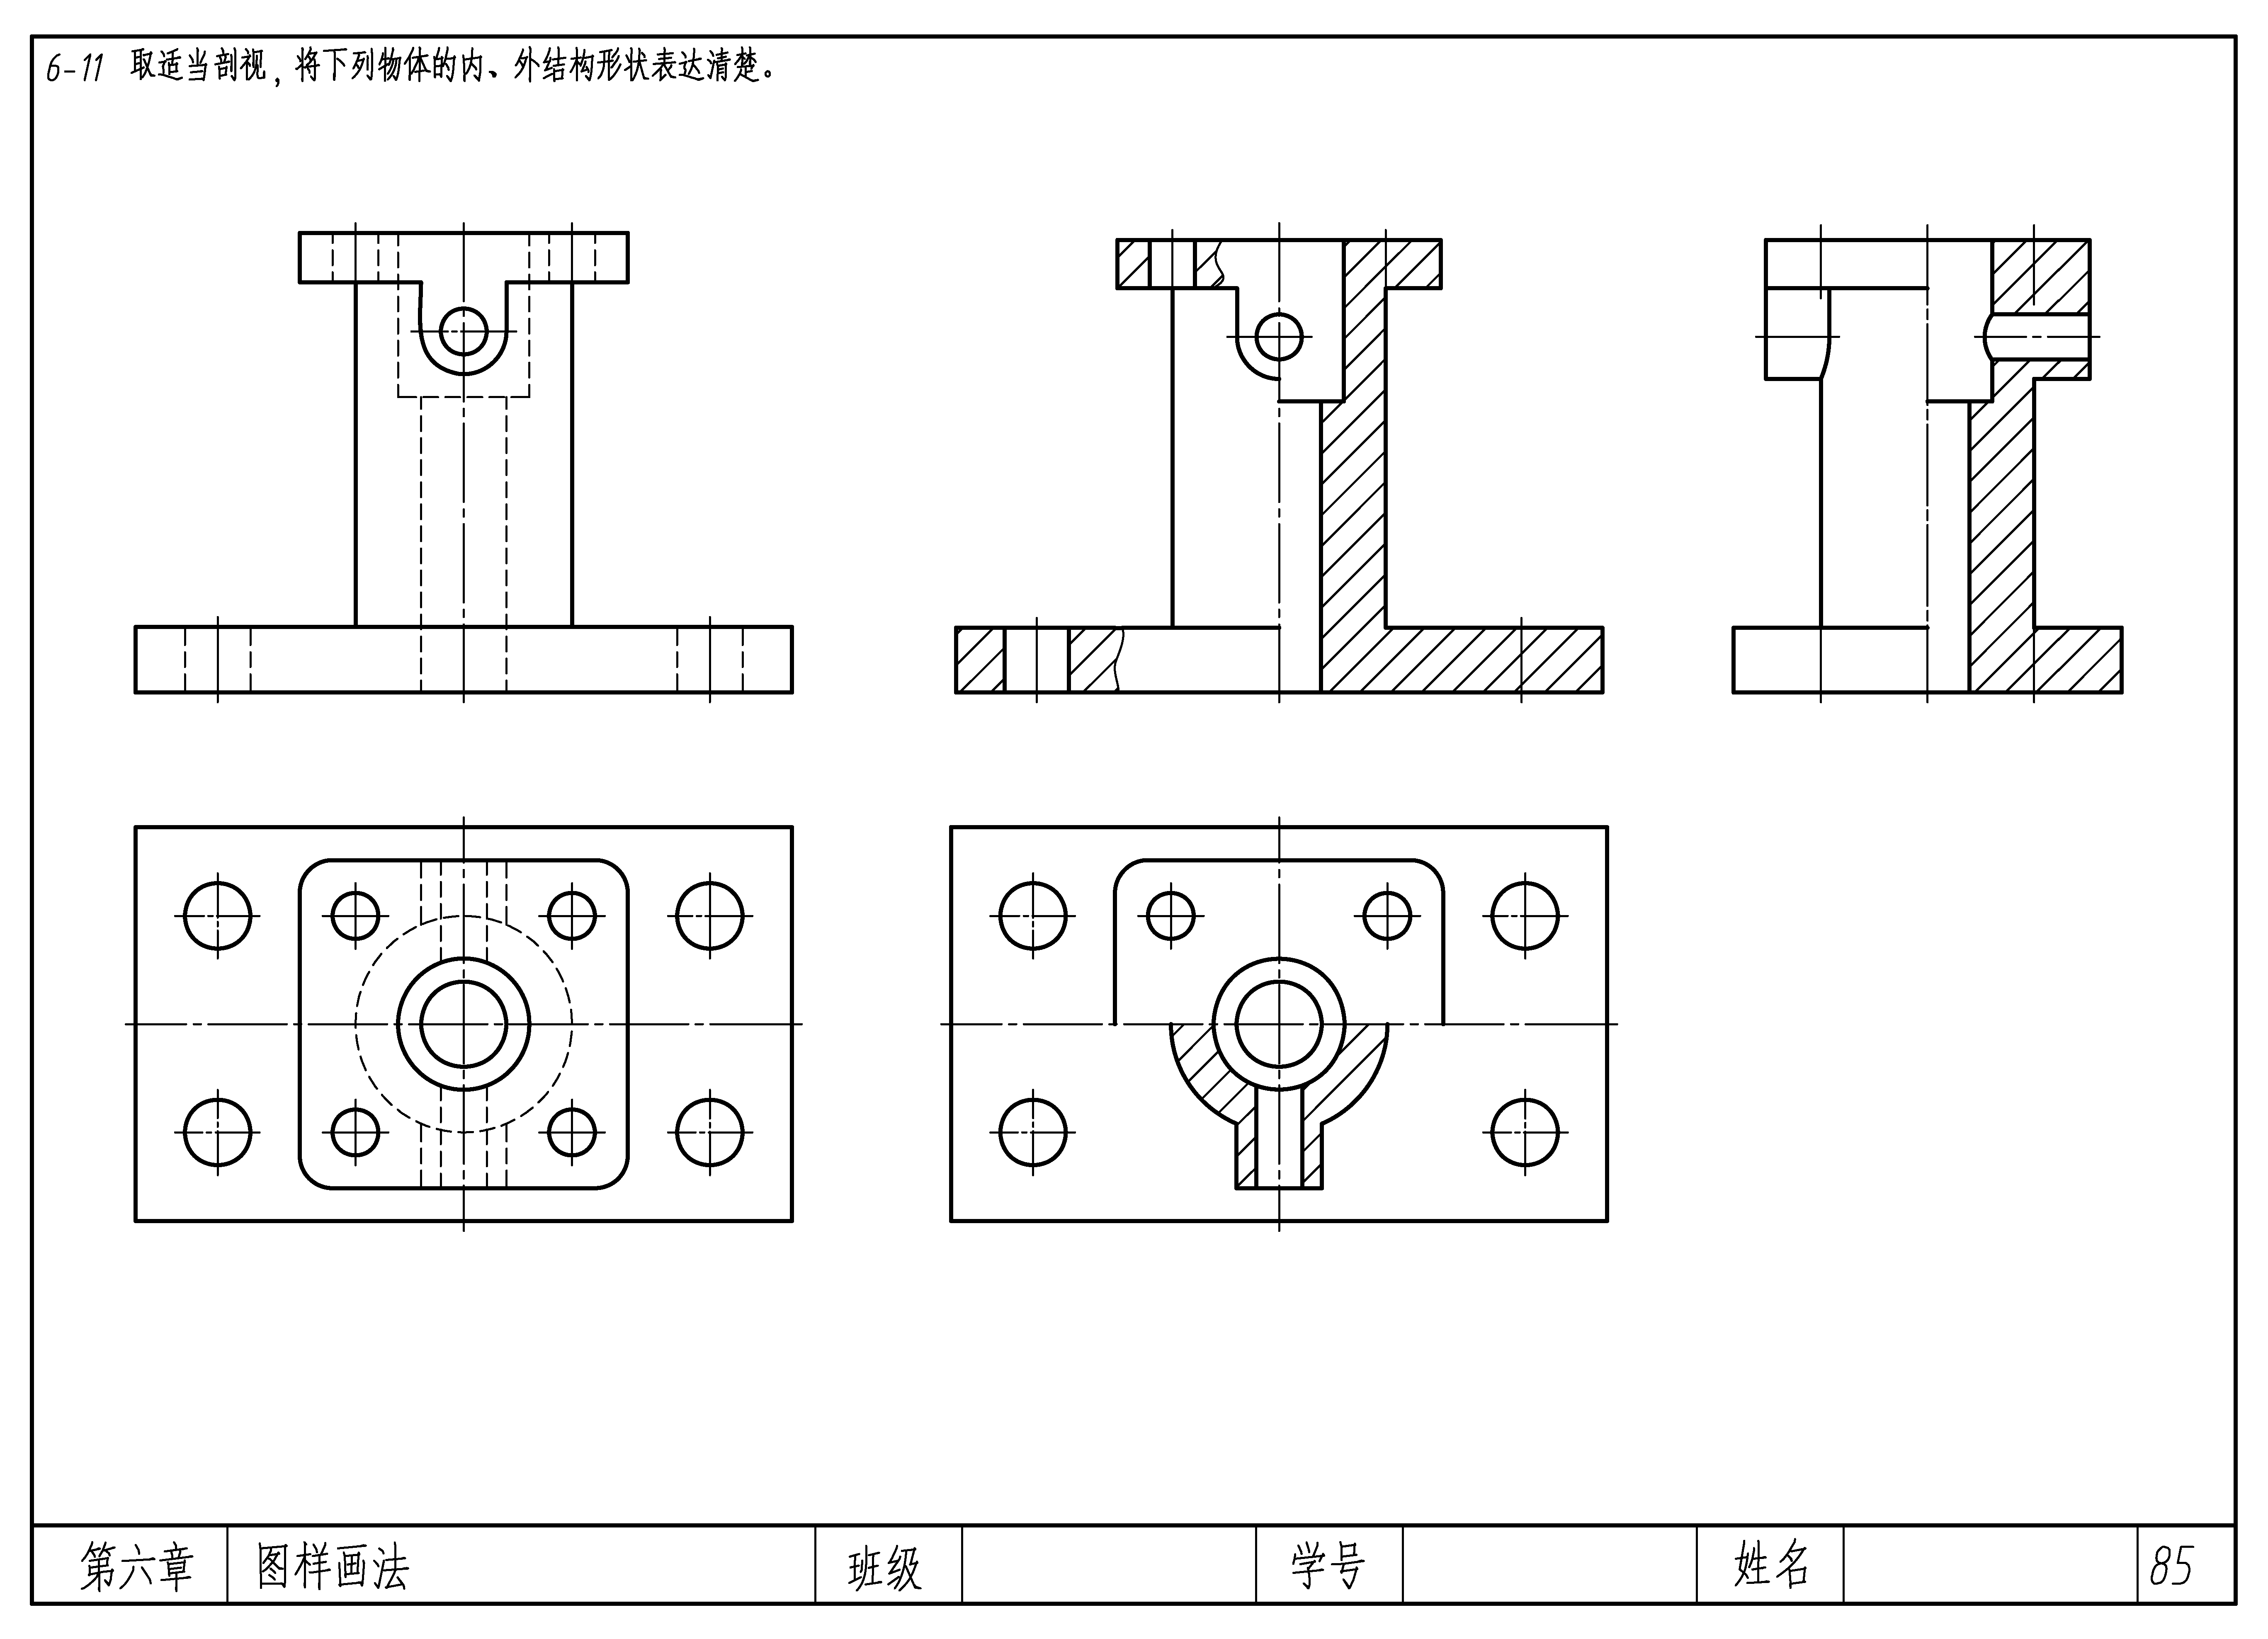 6-11 取适当剖视,将下列物体的内、外结构形状表达清楚。
第六章 图样画法 班级 学号 姓名 85